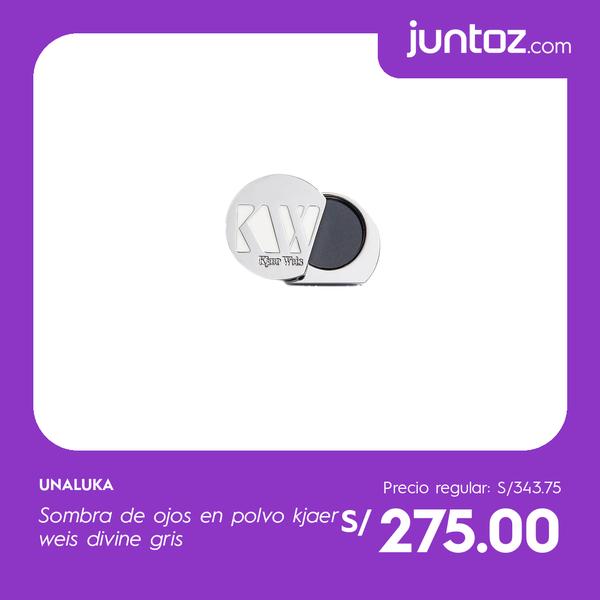 juntoz.com
KW
Kjaer Weis
UNALUKA
Precio regular: S/343.75
Sombra de ojos en polvo kjaer
weis divine gris
S/ 275.00